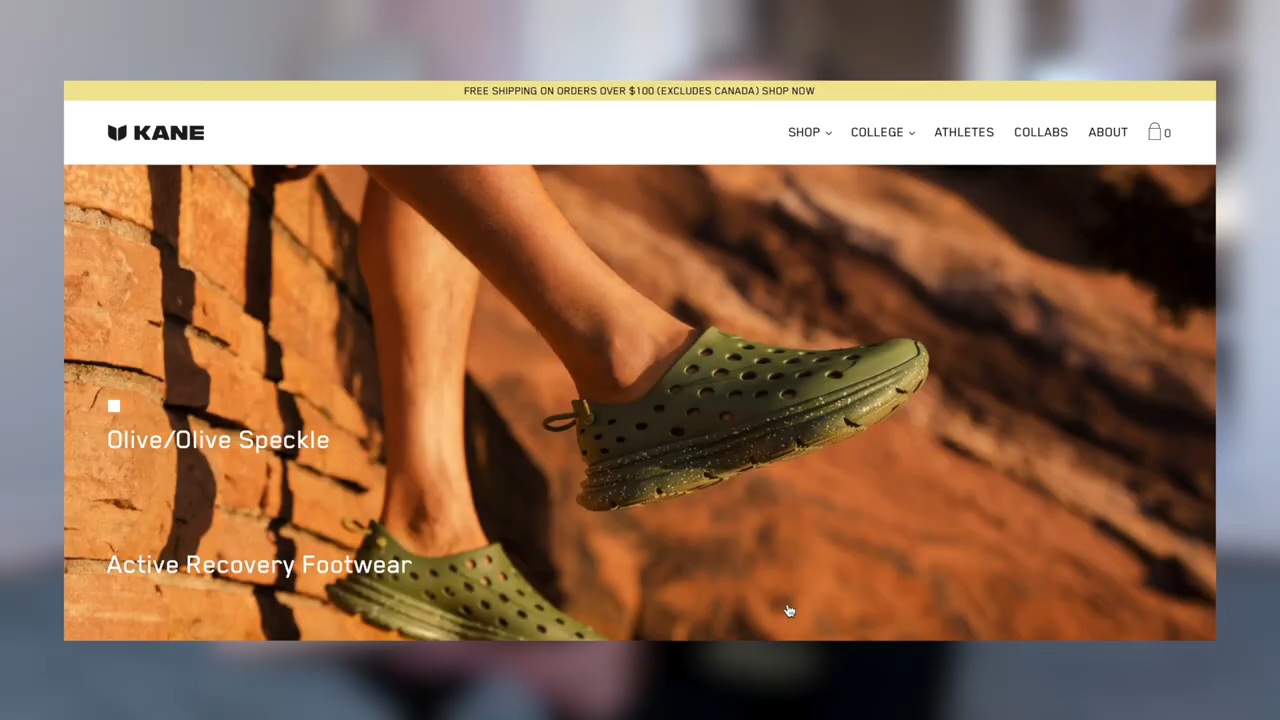 FREE SHIPPING ON ORDERS OVER $100 (EXCLUDES CANADA) SHOP NOW
KANE
SHOP COLLEGE ATHLETES COLLABS ABOUT 0
Olive/Olive Speckle
Active Recovery Footwear